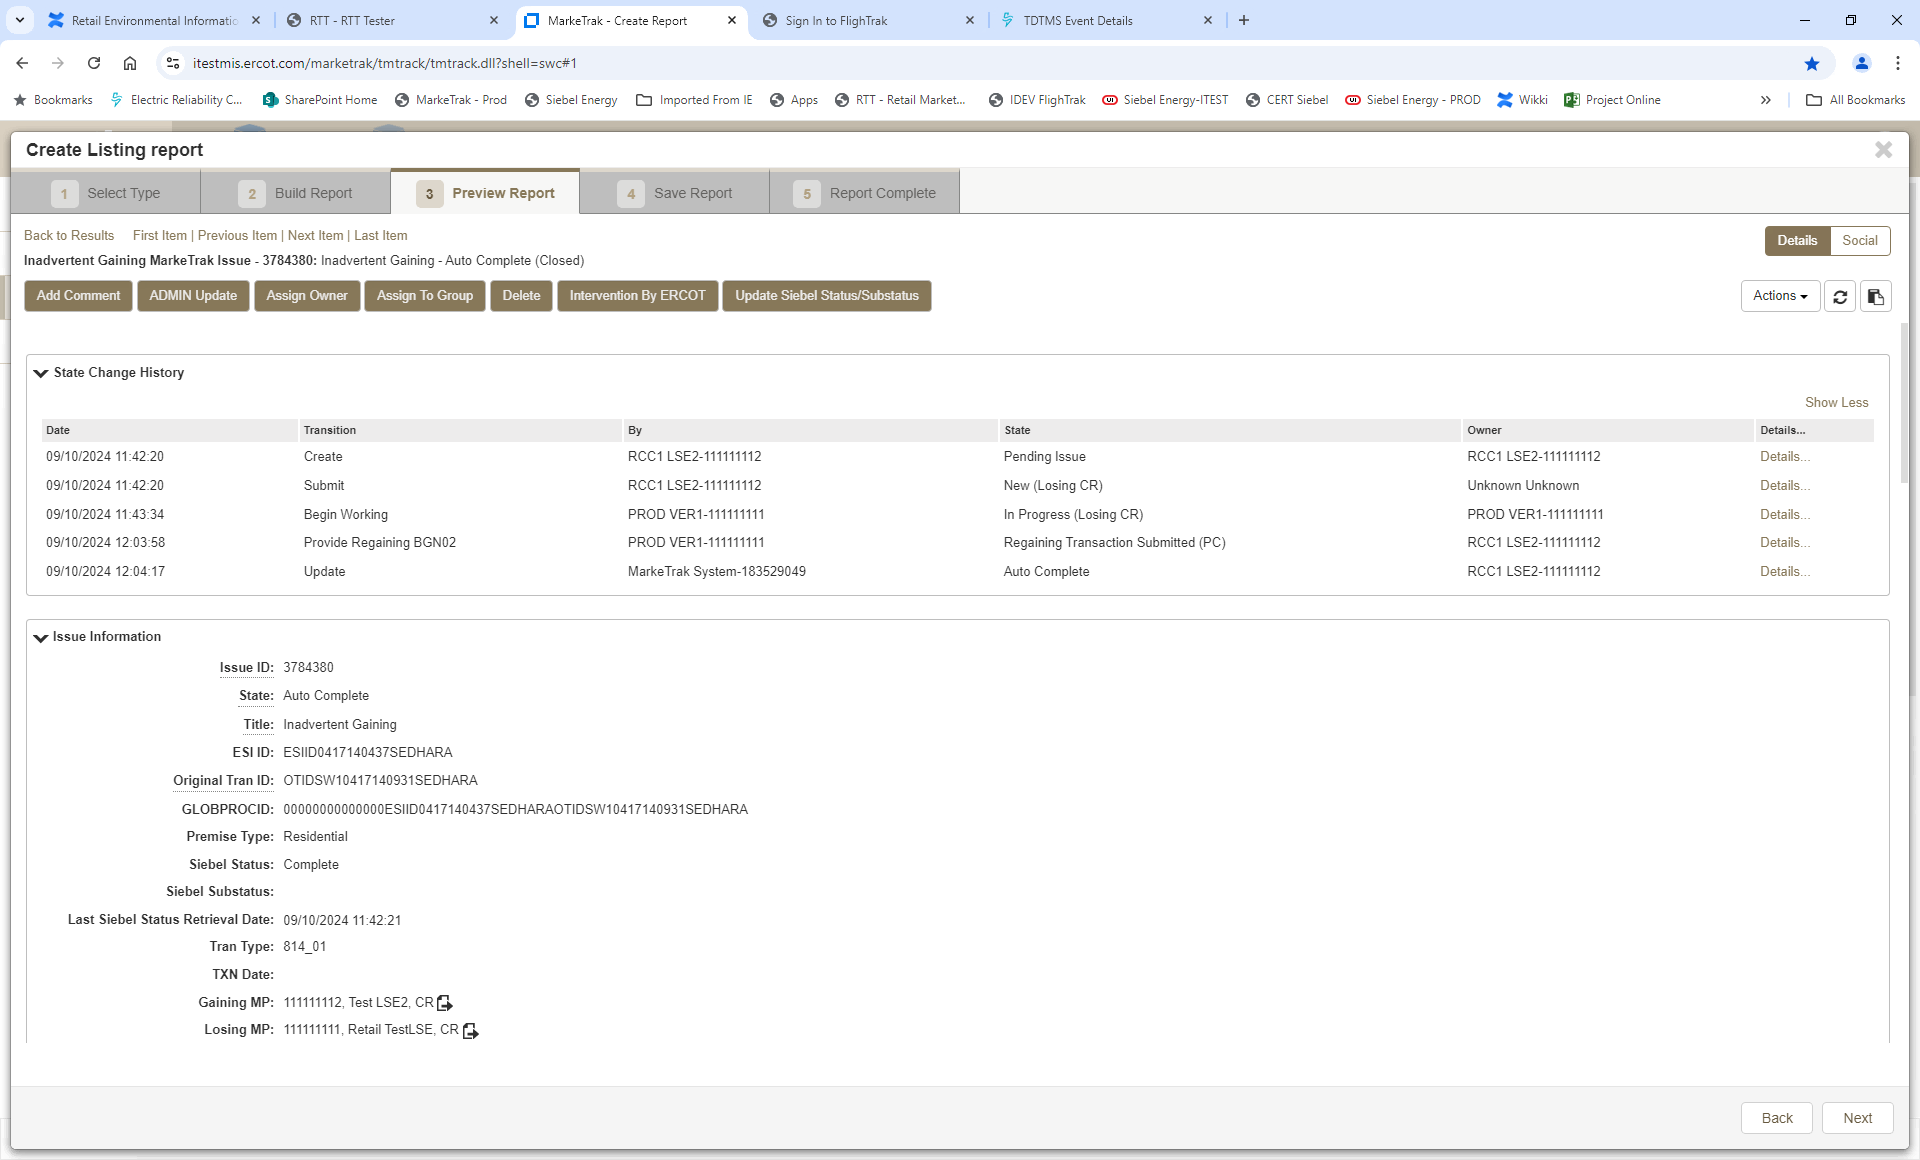 Retail Environmental Informatio
RTT - RTT Tester
MarkeTrak - Create Report
Sign In to FlighTrak
TDTMS Event Details
itestmis.ercot.com/marketrak/tmtrack/tmtrack.dll?shell=swc#1
Bookmarks Electric Reliability C... SharePoint Home MarkeTrak - Prod Siebel Energy Imported From IE Apps RTT - Retail Market... IDEV FlighTrak Siebel Energy-ITEST CERT Siebel Siebel Energy - PROD Wikki Project Online All Bookmarks
Create Listing report
1 Select Type 2 Build Report 3 Preview Report 4 Save Report 5 Report Complete
Back to Results First Item | Previous Item | Next Item | Last Item
Details Social
Inadvertent Gaining MarkeTrak Issue - 3784380: Inadvertent Gaining - Auto Complete (Closed)
Add Comment ADMIN Update Assign Owner Assign To Group Delete Intervention By ERCOT Update Siebel Status/Substatus Actions
State Change History
Show Less
Date Transition By State Owner Details...
09/10/2024 11:42:20 Create RCC1 LSE2-111111112 Pending Issue RCC1 LSE2-111111112 Details...
09/10/2024 11:42:20 Submit RCC1 LSE2-111111112 New (Losing CR) Unknown Unknown Details...
09/10/2024 11:43:34 Begin Working PROD VER1-111111111 In Progress (Losing CR) PROD VER1-111111111 Details...
09/10/2024 12:03:58 Provide Regaining BGN02 PROD VER1-111111111 Regaining Transaction Submitted (PC) RCC1 LSE2-111111112 Details...
09/10/2024 12:04:17 Update MarkeTrak System-183529049 Auto Complete RCC1 LSE2-111111112 Details...
Issue Information
Issue ID: 3784380
State: Auto Complete
Title: Inadvertent Gaining
ESI ID: ESIID0417140437SEDHARA
Original Tran ID: OTIDSW10417140931SEDHARA
GLOBPROCID: 00000000000000ESIID0417140437SEDHARAOTIDSW10417140931SEDHARA
Premise Type: Residential
Siebel Status: Complete
Siebel Substatus:
Last Siebel Status Retrieval Date: 09/10/2024 11:42:21
Tran Type: 814_01
TXN Date:
Gaining MP: 111111112, Test LSE2, CR
Losing MP: 111111111, Retail TestLSE, CR
Back Next